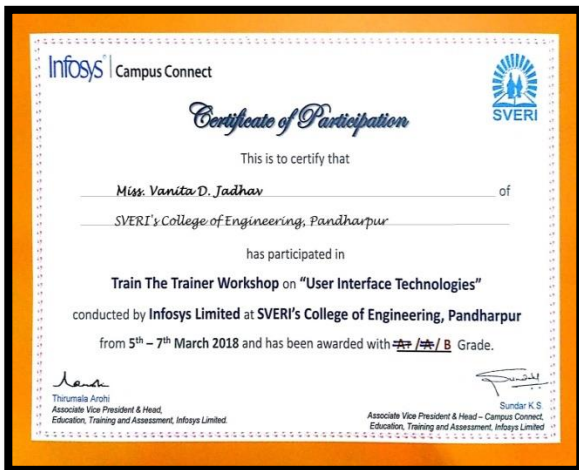 Infosys | Campus Connect
SVERI
Certificate of Participation
This is to certify that
Miss. Vanita D. Jadhav of
SVERI's College of Engineering, Pandharpur
has participated in
Train The Trainer Workshop on "User Interface Technologies"
conducted by Infosys Limited at SVERI's College of Engineering, Pandharpur
from 5th – 7th March 2018 and has been awarded with A+ /A/ B Grade.
Thirumala Arohi
Associate Vice President & Head,
Education, Training and Assessment, Infosys Limited.
Sundar K.S.
Associate Vice President & Head – Campus Connect,
Education, Training and Assessment, Infosys Limited